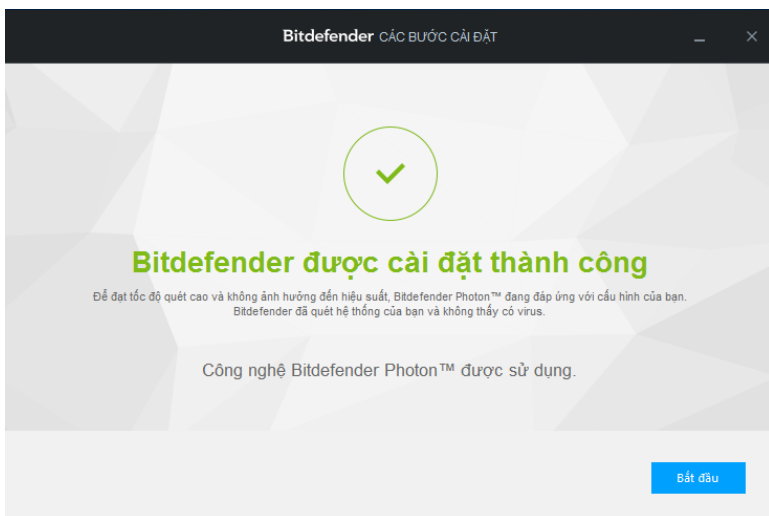 Bitdefender CÁC BƯỚC CÀI ĐẶT
Bitdefender được cài đặt thành công
Để đạt tốc độ quét cao và không ảnh hưởng đến hiệu suất, Bitdefender Photon™ đang đáp ứng với cấu hình của bạn.
Bitdefender đã quét hệ thống của bạn và không thấy có virus.
Công nghệ Bitdefender Photon™ được sử dụng.
Bắt đầu